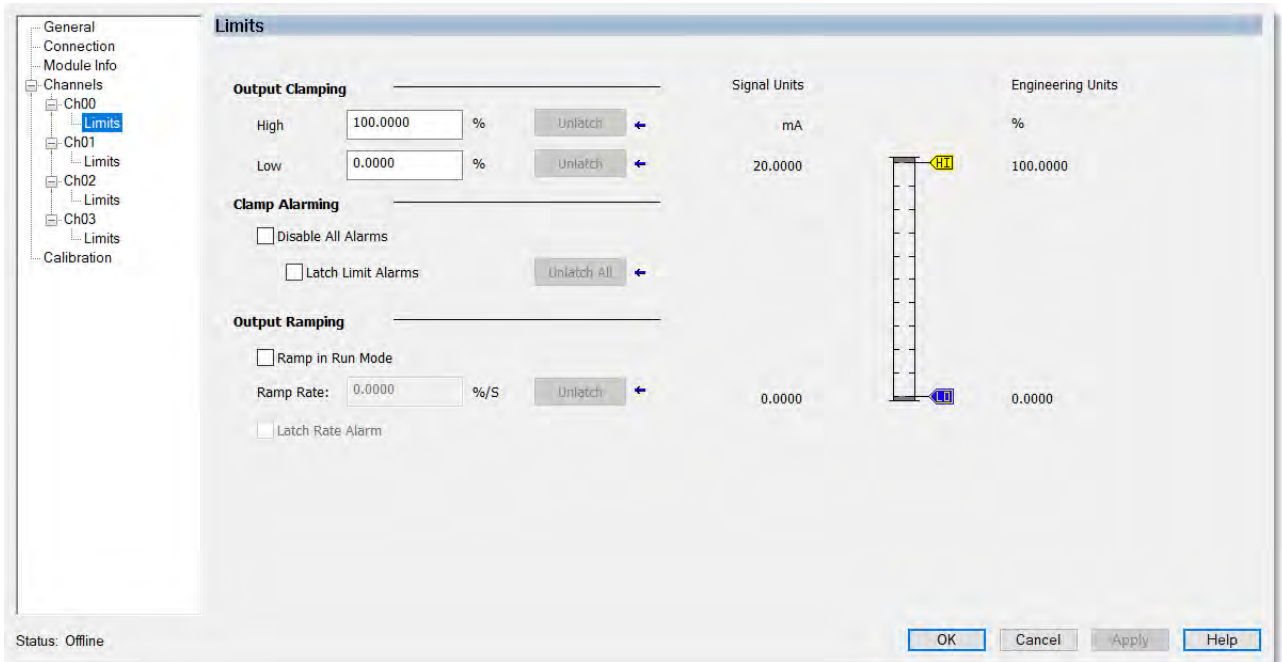 General
Connection
Module Info
Channels
Ch00
Limits
Ch01
Limits
Ch02
Limits
Ch03
Limits
Calibration
Limits
Output Clamping
High 100.0000 % Unlatch
Low 0.0000 % Unlatch
Clamp Alarming
Disable All Alarms
Latch Limit Alarms Unlatch All
Output Ramping
Ramp in Run Mode
Ramp Rate: 0.0000 %/S Unlatch
Latch Rate Alarm
Signal Units Engineering Units
mA %
20.0000 HI 100.0000
0.0000 LO 0.0000
Status: Offline
OK Cancel Apply Help